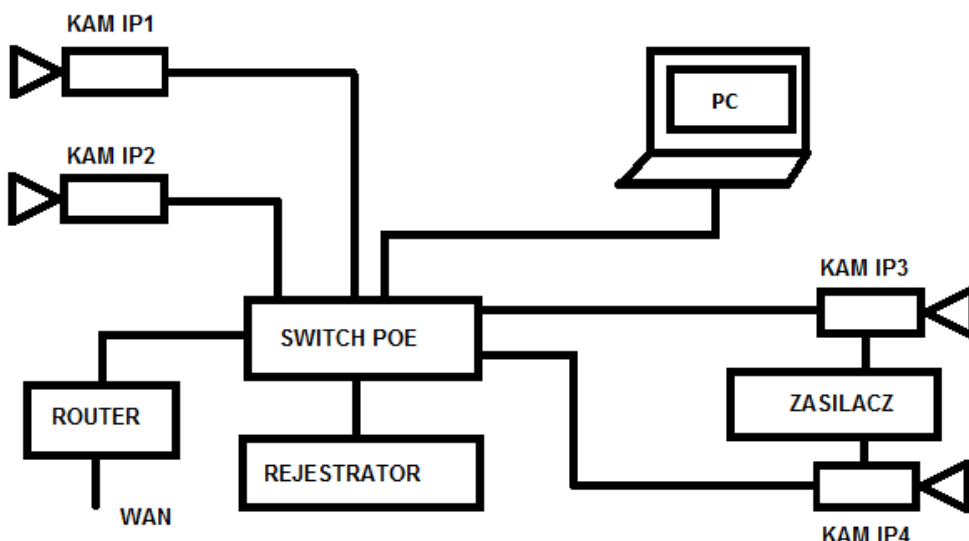 KAM IP1
PC
KAM IP2
KAM IP3
SWITCH POE
ZASILACZ
ROUTER
REJESTRATOR
WAN
KAM IP4